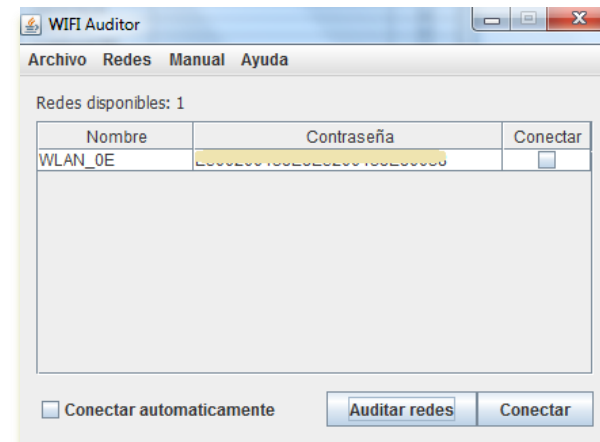 WIFI Auditor
Archivo Redes Manual Ayuda
Redes disponibles: 1
Nombre Contraseña Conectar
WLAN_0E
Conectar automaticamente Auditar redes Conectar